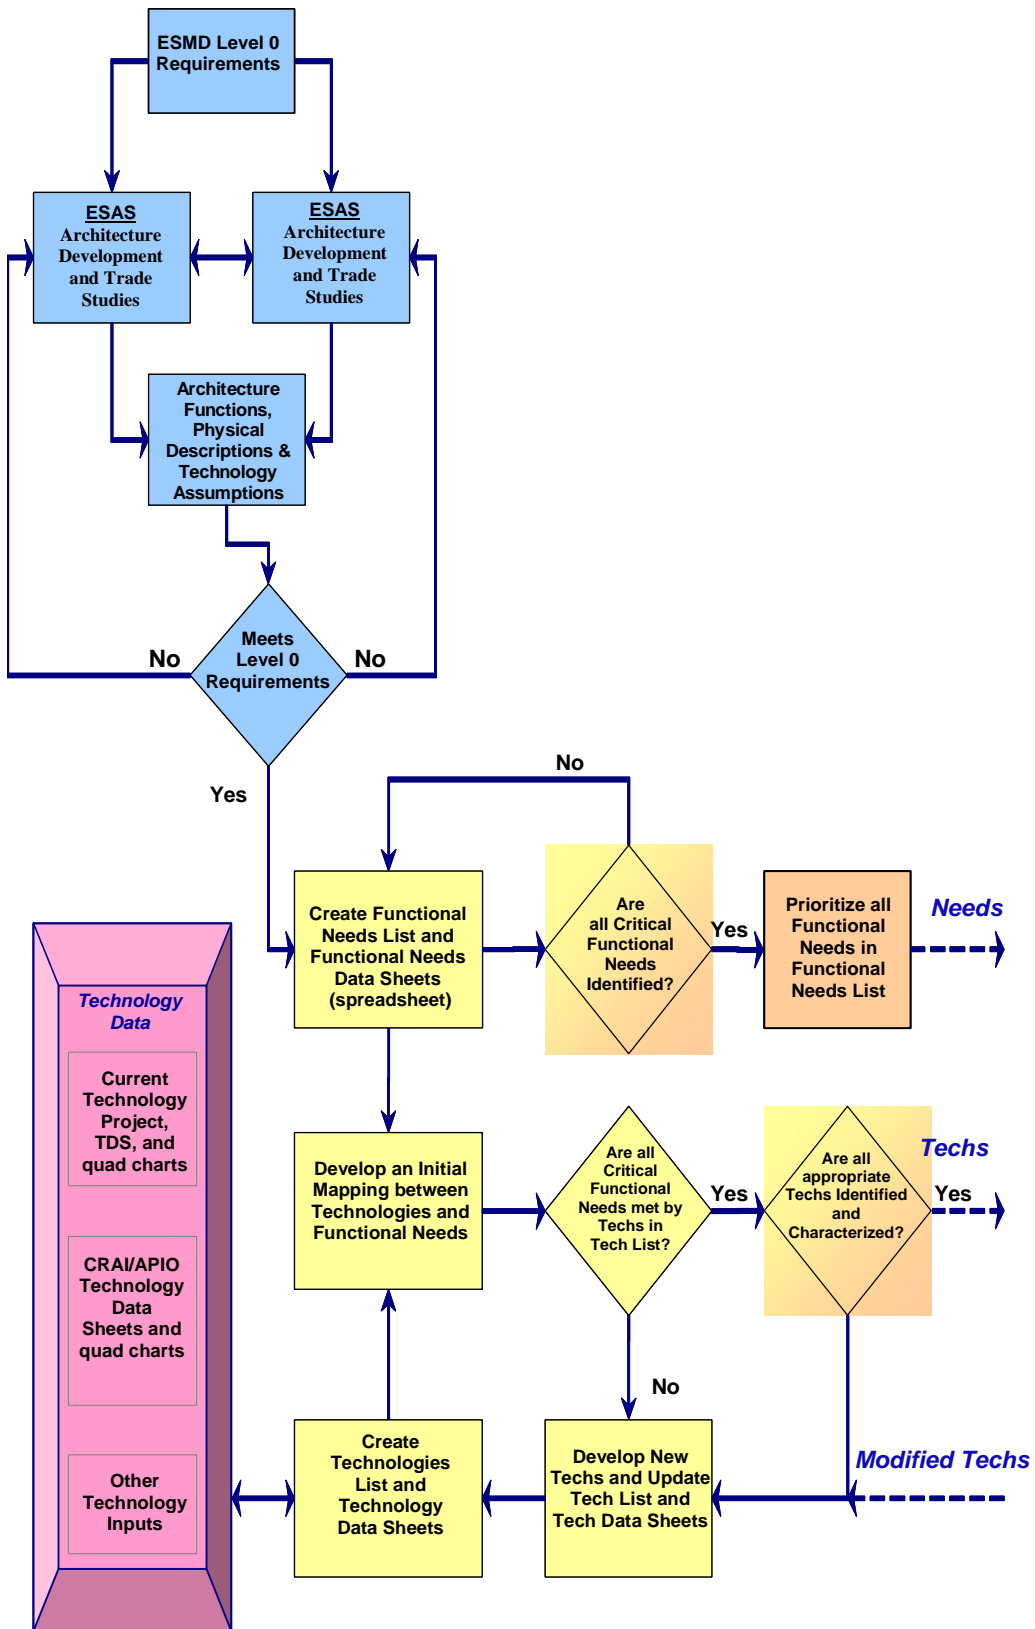 ESMD Level 0
Requirements
ESAS
Architecture
Development
and Trade
Studies
ESAS
Architecture
Development
and Trade
Studies
Architecture
Functions,
Physical
Descriptions &
Technology
Assumptions
Meets
Level 0
Requirements
No
No
Yes
No
Create Functional
Needs List and
Functional Needs
Data Sheets
(spreadsheet)
Are
all Critical
Functional
Needs
Identified?
Yes
Prioritize all
Functional
Needs in
Functional
Needs List
Needs
Technology
Data
Current
Technology
Project,
TDS, and
quad charts
CRAI/APIO
Technology
Data
Sheets and
quad charts
Other
Technology
Inputs
Develop an Initial
Mapping between
Technologies and
Functional Needs
Are all
Critical
Functional
Needs met by
Techs in
Tech List?
Yes
Are all
appropriate
Techs Identified
and
Characterized?
Techs
Yes
No
Create
Technologies
List and
Technology
Data Sheets
Develop New
Techs and Update
Tech List and
Tech Data Sheets
Modified Techs